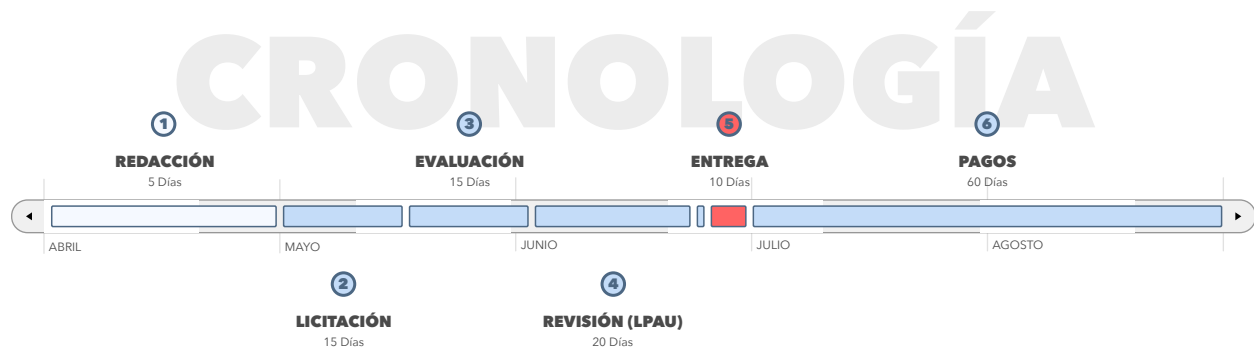 CRONOLOGÍA
1
3
5
6
REDACCIÓN
EVALUACIÓN
ENTREGA
PAGOS
5 Días
15 Días
10 Días
60 Días
ABRIL
MAYO
JUNIO
JULIO
AGOSTO
2
4
LICITACIÓN
REVISIÓN (LPAU)
15 Días
20 Días